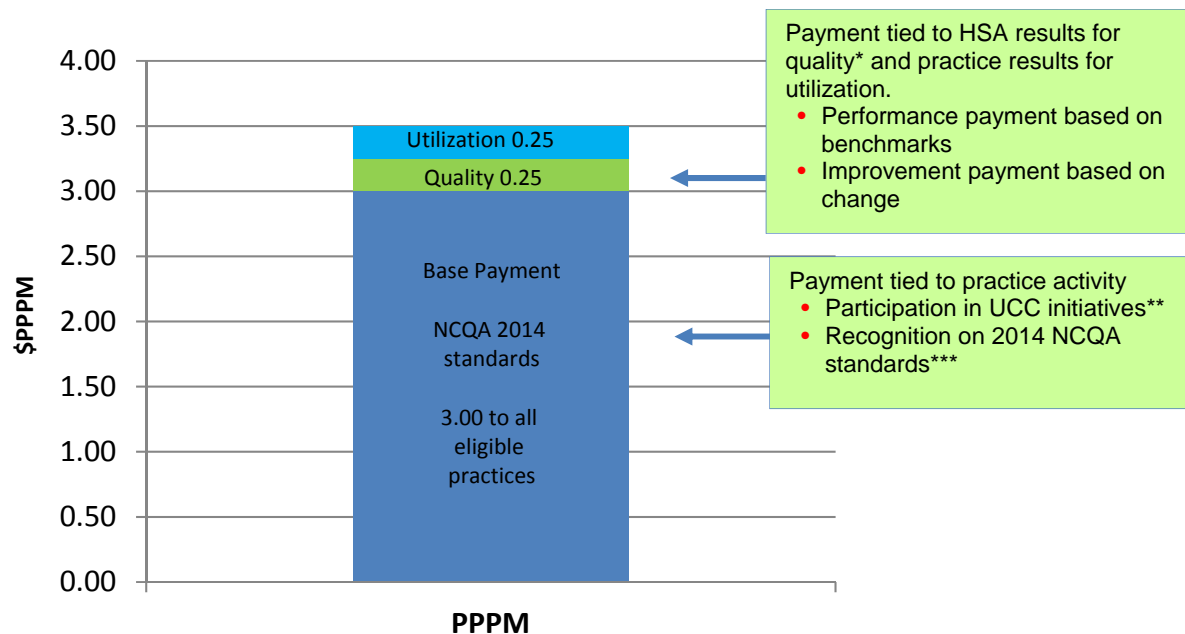 4.00
3.50
3.00
2.50
2.00
1.50
1.00
0.50
0.00
$PPPM
Utilization 0.25
Quality 0.25
Base Payment
NCQA 2014
standards
3.00 to all
eligible
practices
PPPM
Payment tied to HSA results for
quality* and practice results for
utilization.
• Performance payment based on
benchmarks
• Improvement payment based on
change
Payment tied to practice activity
• Participation in UCC initiatives**
• Recognition on 2014 NCQA
standards***